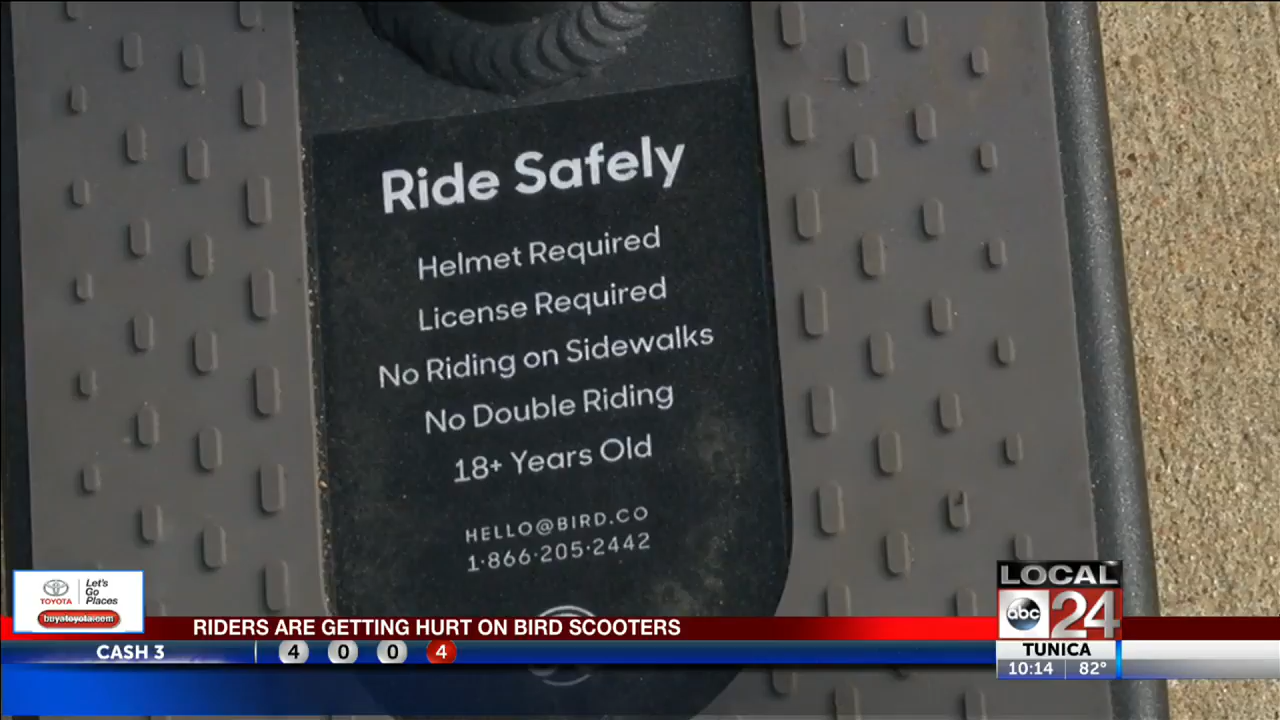 Ride Safely
Helmet Required
License Required
No Riding on Sidewalks
No Double Riding
18+ Years Old
HELLO@BIRD.CO
1·866·205·2442
TOYOTA
Let's
Go
Places
buyatoyota.com
RIDERS ARE GETTING HURT ON BIRD SCOOTERS
CASH 3 4 0 0 4
LOCAL
abc 24
TUNICA
10:14 82°